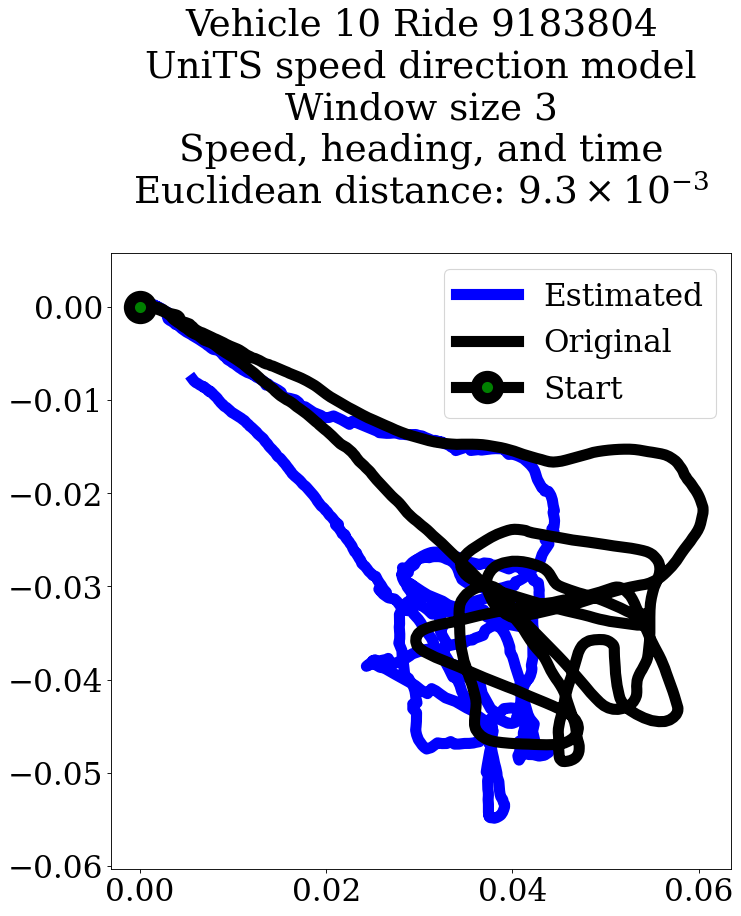 Vehicle 10 Ride 9183804
UniTS speed direction model
Window size 3
Speed, heading, and time
Euclidean distance: 9.3 × 10⁻³
Estimated
Original
Start
0.00
−0.01
−0.02
−0.03
−0.04
−0.05
−0.06
0.00 0.02 0.04 0.06